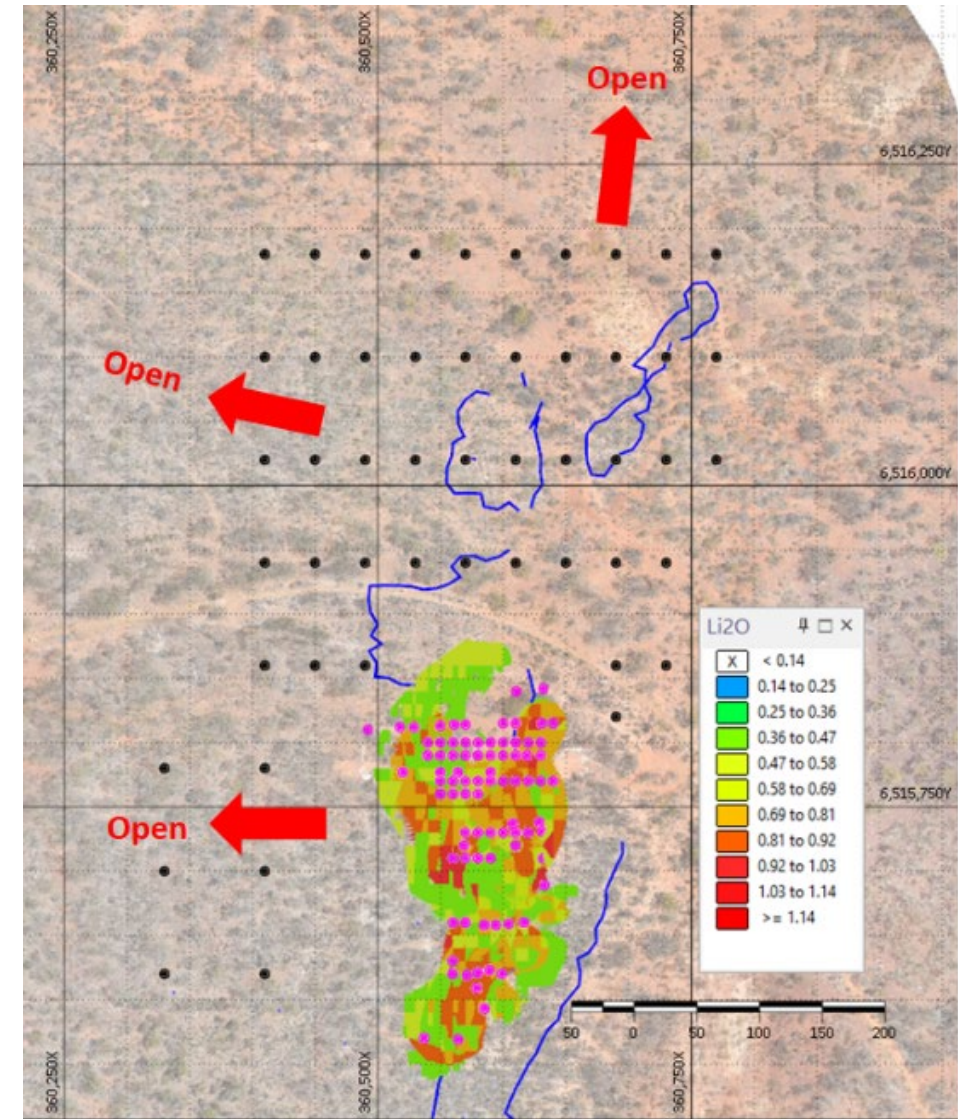 360,250X
360,500X
360,750X
Open
6,516,250Y
Open
6,516,000Y
Li2O
X < 0.14
0.14 to 0.25
0.25 to 0.36
0.36 to 0.47
0.47 to 0.58
0.58 to 0.69
0.69 to 0.81
0.81 to 0.92
0.92 to 1.03
1.03 to 1.14
>= 1.14
6,515,750Y
Open
50 0 50 100 150 200
360,250X
360,500X
360,750X